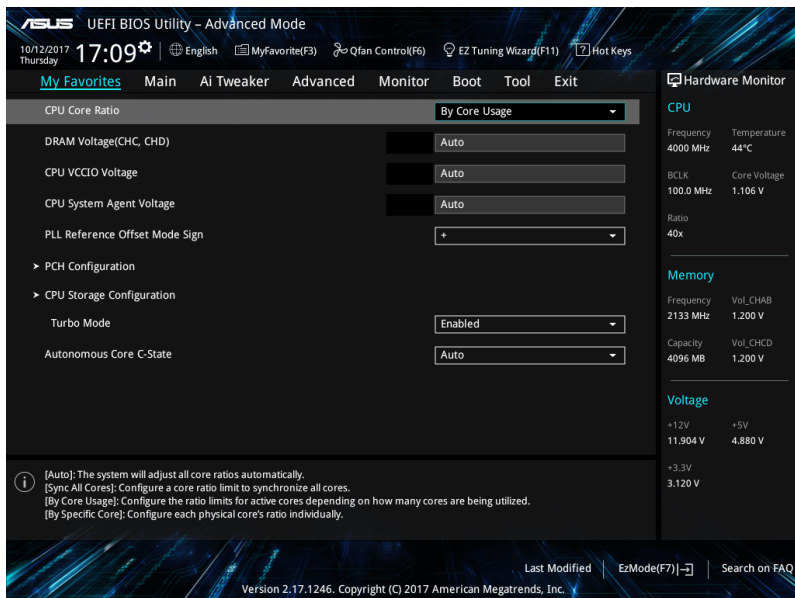 ASUS UEFI BIOS Utility – Advanced Mode
10/12/2017 Thursday 17:09 English MyFavorite(F3) Qfan Control(F6) EZ Tuning Wizard(F11) ? Hot Keys
My Favorites Main Ai Tweaker Advanced Monitor Boot Tool Exit
CPU Core Ratio By Core Usage
DRAM Voltage(CHC, CHD) Auto
CPU VCCIO Voltage Auto
CPU System Agent Voltage Auto
PLL Reference Offset Mode Sign +
PCH Configuration
CPU Storage Configuration
Turbo Mode Enabled
Autonomous Core C-State Auto
Hardware Monitor
CPU
Frequency Temperature
4000 MHz 44°C
BCLK Core Voltage
100.0 MHz 1.106 V
Ratio
40x
Memory
Frequency Vol_CHAB
2133 MHz 1.200 V
Capacity Vol_CHCD
4096 MB 1.200 V
Voltage
+12V +5V
11.904 V 4.880 V
+3.3V
3.120 V
[Auto]: The system will adjust all core ratios automatically.
[Sync All Cores]: Configure a core ratio limit to synchronize all cores.
[By Core Usage]: Configure the ratio limits for active cores depending on how many cores are being utilized.
[By Specific Core]: Configure each physical core's ratio individually.
Last Modified EzMode(F7) Search on FAQ
Version 2.17.1246. Copyright (C) 2017 American Megatrends, Inc.